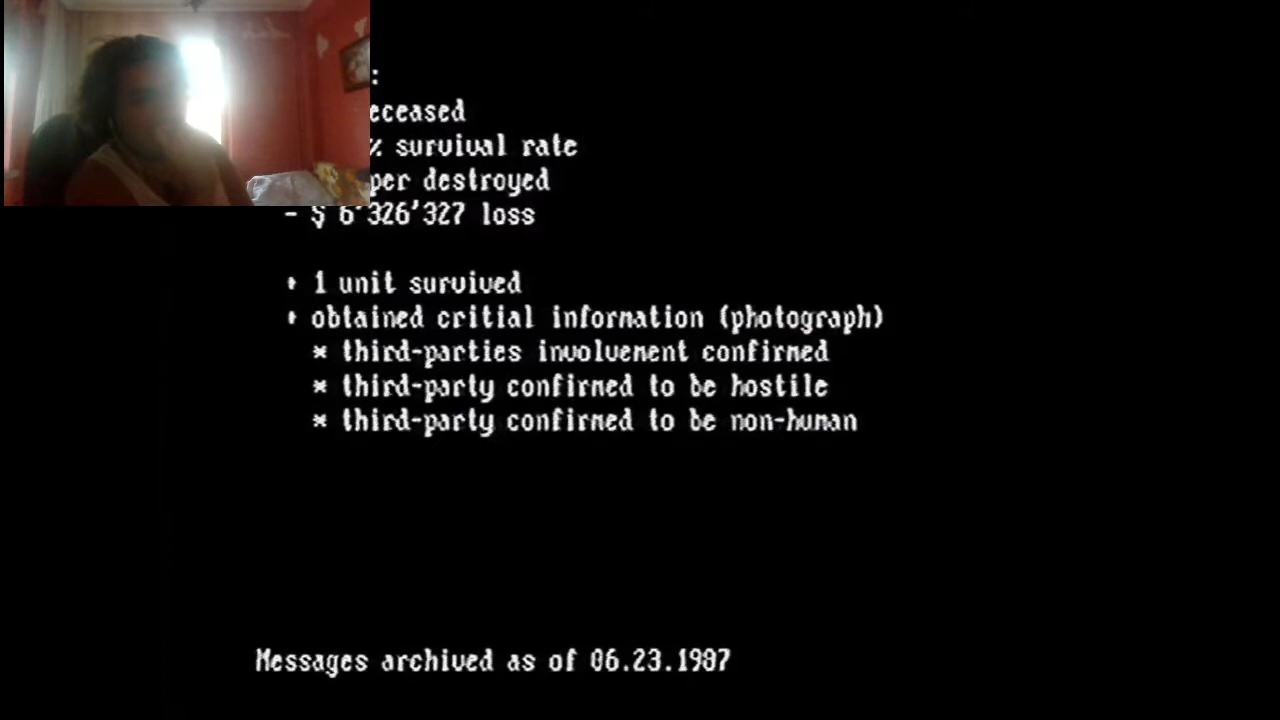 :
eceased
% survival rate
per destroyed
- $ 6'326'327 loss
+ 1 unit survived
+ obtained critial information (photograph)
* third-parties involvement confirmed
* third-party confirmed to be hostile
* third-party confirmed to be non-human
Messages archived as of 06.23.1987